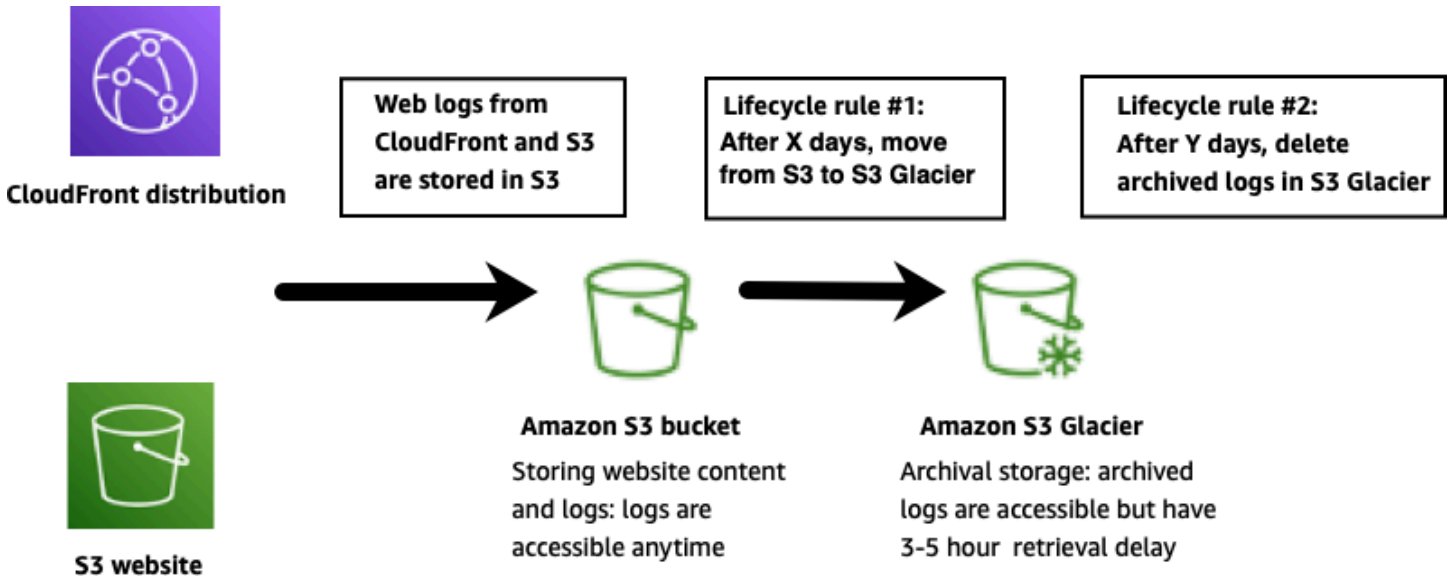 CloudFront distribution
Web logs from
CloudFront and S3
are stored in S3
Lifecycle rule #1:
After X days, move
from S3 to S3 Glacier
Lifecycle rule #2:
After Y days, delete
archived logs in S3 Glacier
S3 website
Amazon S3 bucket
Storing website content
and logs: logs are
accessible anytime
Amazon S3 Glacier
Archival storage: archived
logs are accessible but have
3-5 hour retrieval delay